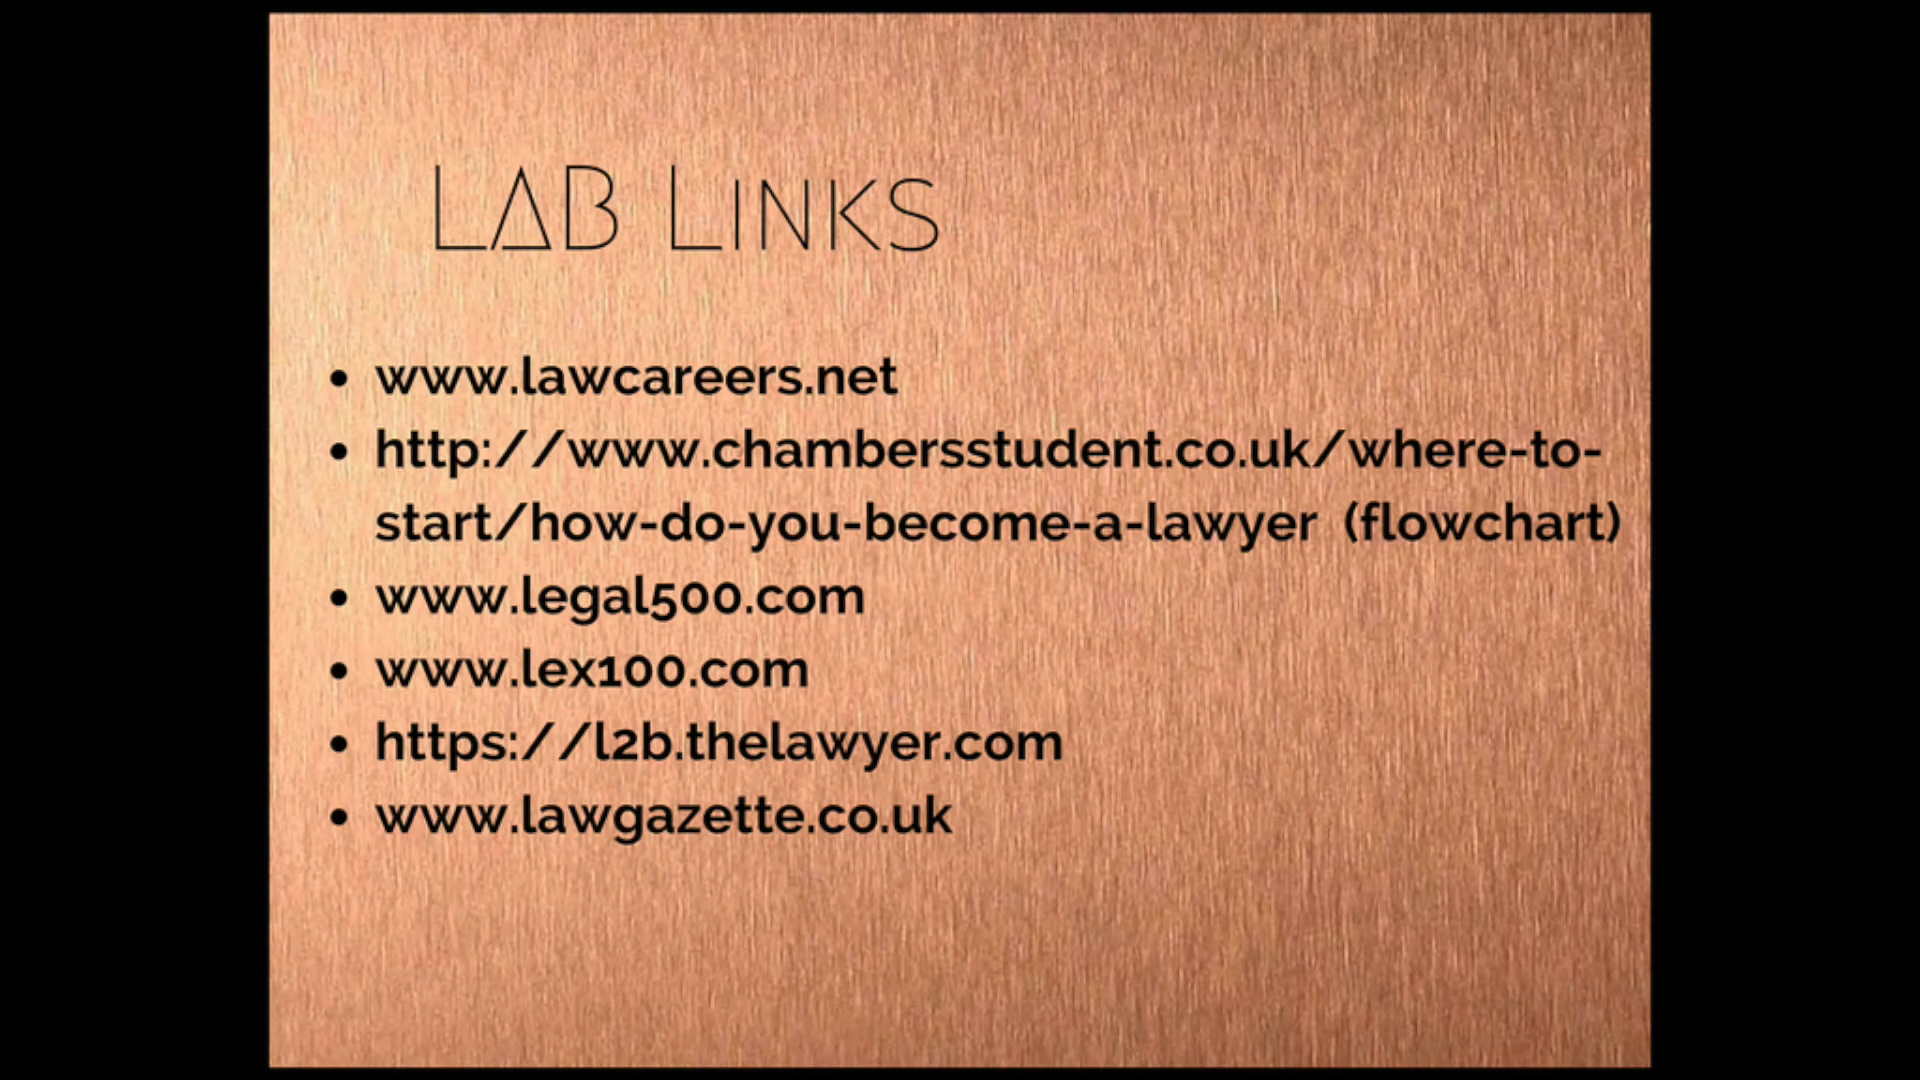 LAB LINKS
• www.lawcareers.net
• http://www.chambersstudent.co.uk/where-to-
start/how-do-you-become-a-lawyer (flowchart)
• www.legal500.com
• www.lex100.com
• https://l2b.thelawyer.com
• www.lawgazette.co.uk